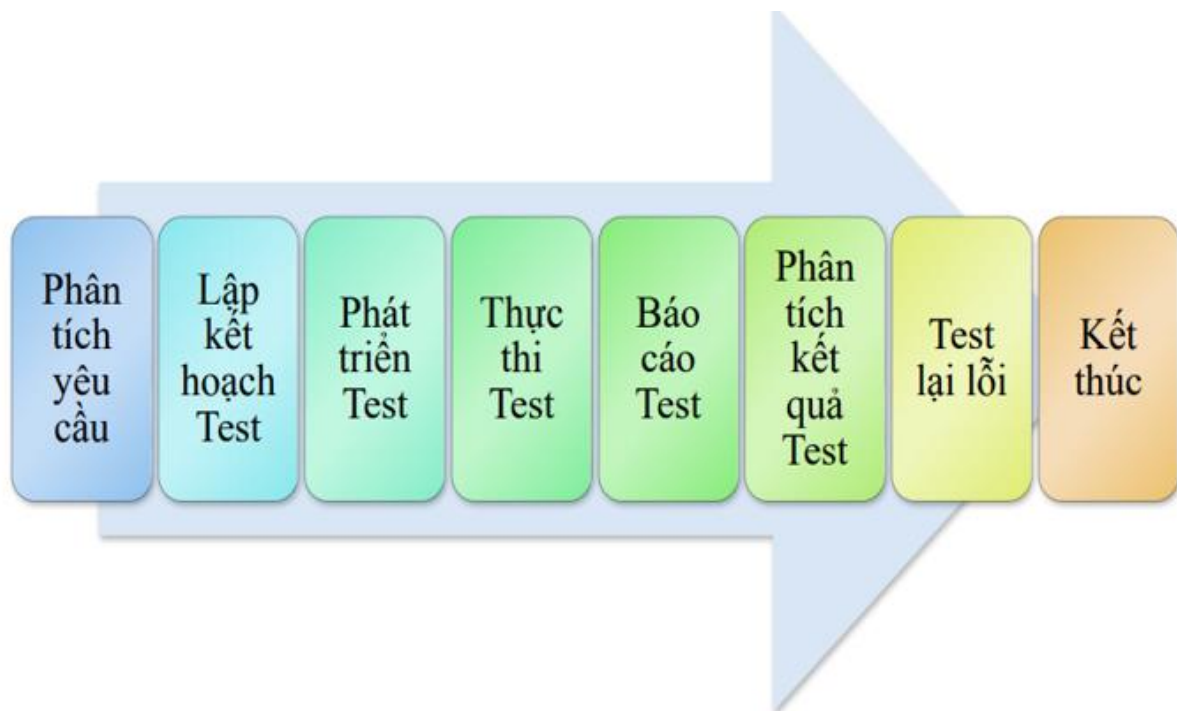 Phân
tích
yêu
cầu
Lập
kết
hoạch
Test
Phát
triển
Test
Thực
thi
Test
Báo
cáo
Test
Phân
tích
kết
quả
Test
Test
lại lỗi
Kết
thúc